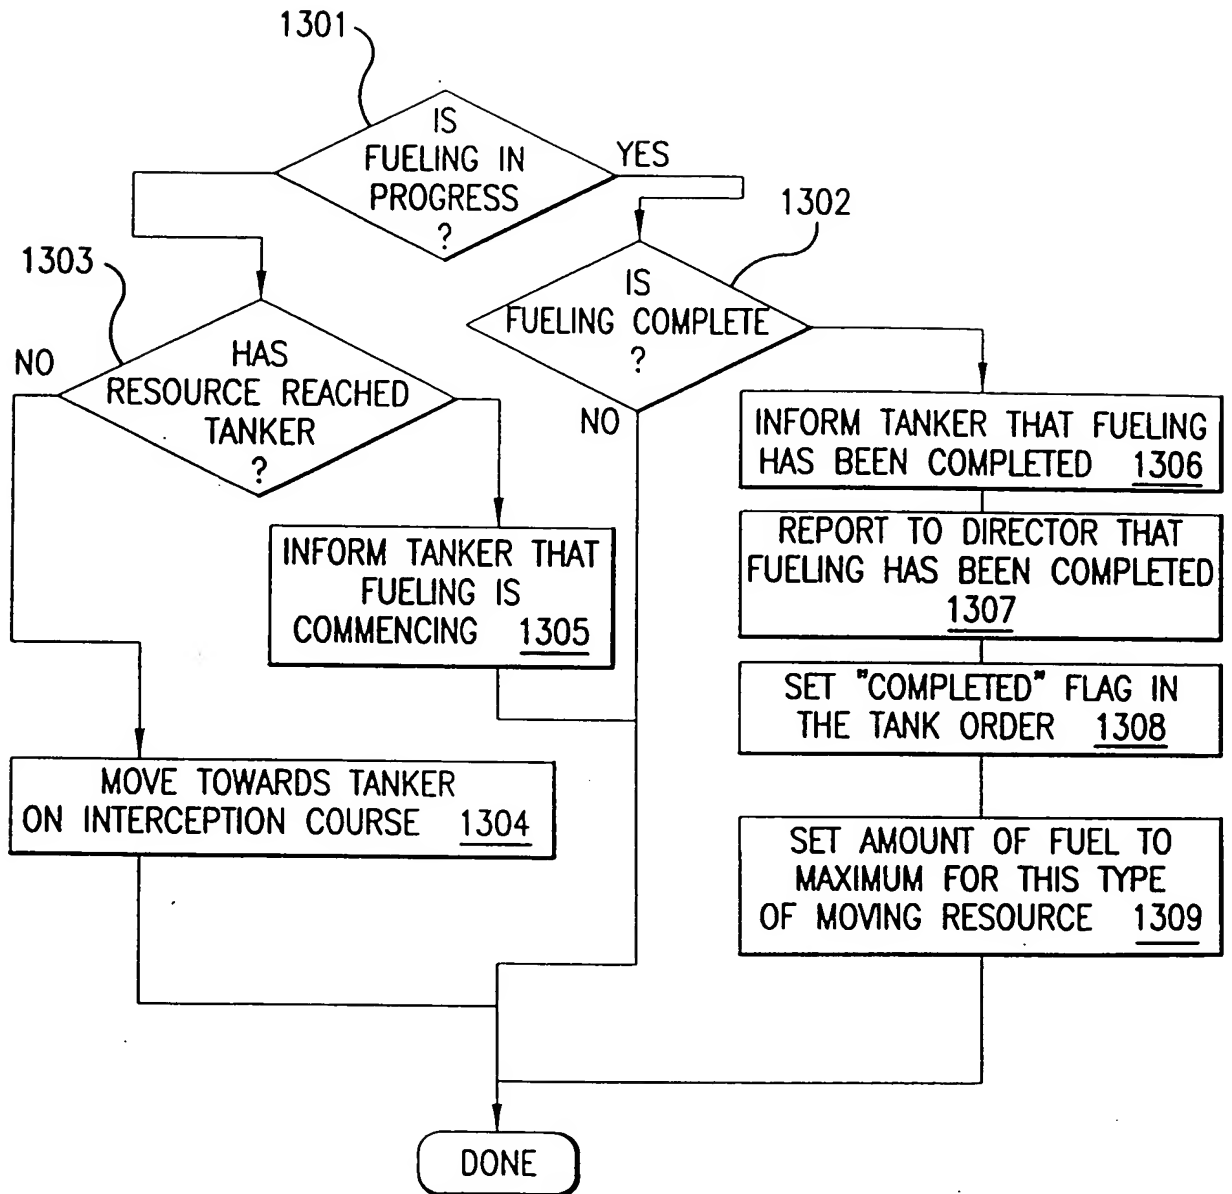 1301
IS
FUELING IN
PROGRESS
?
YES
1302
1303
IS
FUELING COMPLETE
?
NO
HAS
RESOURCE REACHED
TANKER
?
NO
INFORM TANKER THAT FUELING
HAS BEEN COMPLETED 1306
REPORT TO DIRECTOR THAT
FUELING HAS BEEN COMPLETED
1307
INFORM TANKER THAT
FUELING IS
COMMENCING 1305
SET "COMPLETED" FLAG IN
THE TANK ORDER 1308
MOVE TOWARDS TANKER
ON INTERCEPTION COURSE 1304
SET AMOUNT OF FUEL TO
MAXIMUM FOR THIS TYPE
OF MOVING RESOURCE 1309
DONE